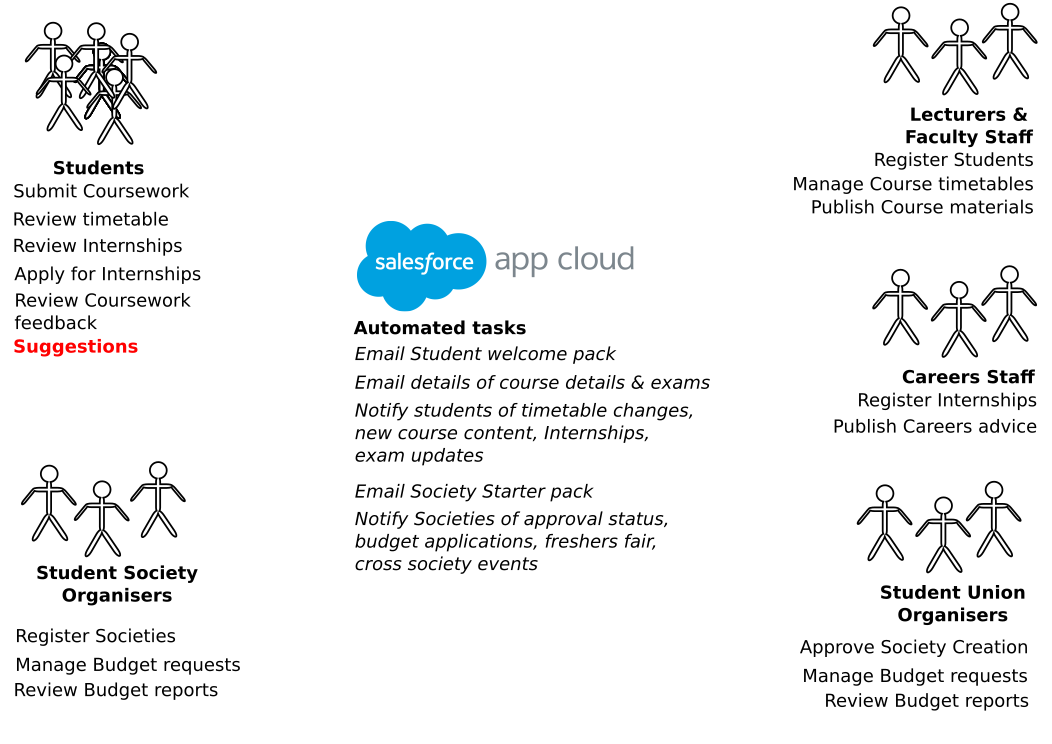 Students
Submit Coursework
Review timetable
Review Internships
Apply for Internships
Review Coursework
feedback
Suggestions
Student Society
Organisers
Register Societies
Manage Budget requests
Review Budget reports
salesforce app cloud
Automated tasks
Email Student welcome pack
Email details of course details & exams
Notify students of timetable changes,
new course content, Internships,
exam updates
Email Society Starter pack
Notify Societies of approval status,
budget applications, freshers fair,
cross society events
Lecturers &
Faculty Staff
Register Students
Manage Course timetables
Publish Course materials
Careers Staff
Register Internships
Publish Careers advice
Student Union
Organisers
Approve Society Creation
Manage Budget requests
Review Budget reports